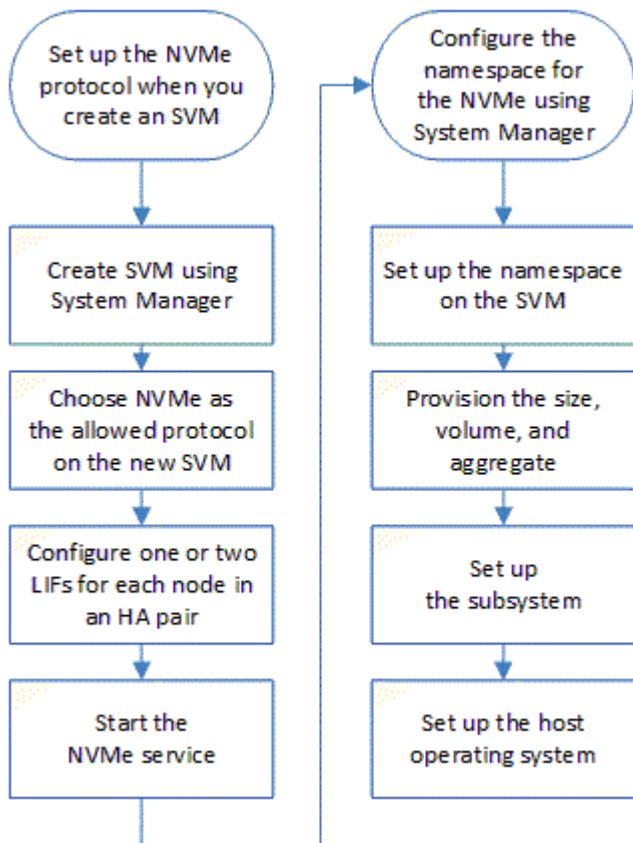 Set up the NVMe
protocol when you
create an SVM
Create SVM using
System Manager
Choose NVMe as
the allowed protocol
on the new SVM
Configure one or two
LIFs for each node in
an HA pair
Start the
NVMe service
Configure the
namespace for
the NVMe using
System Manager
Set up the namespace
on the SVM
Provision the size,
volume, and
aggregate
Set up
the subsystem
Set up the host
operating system